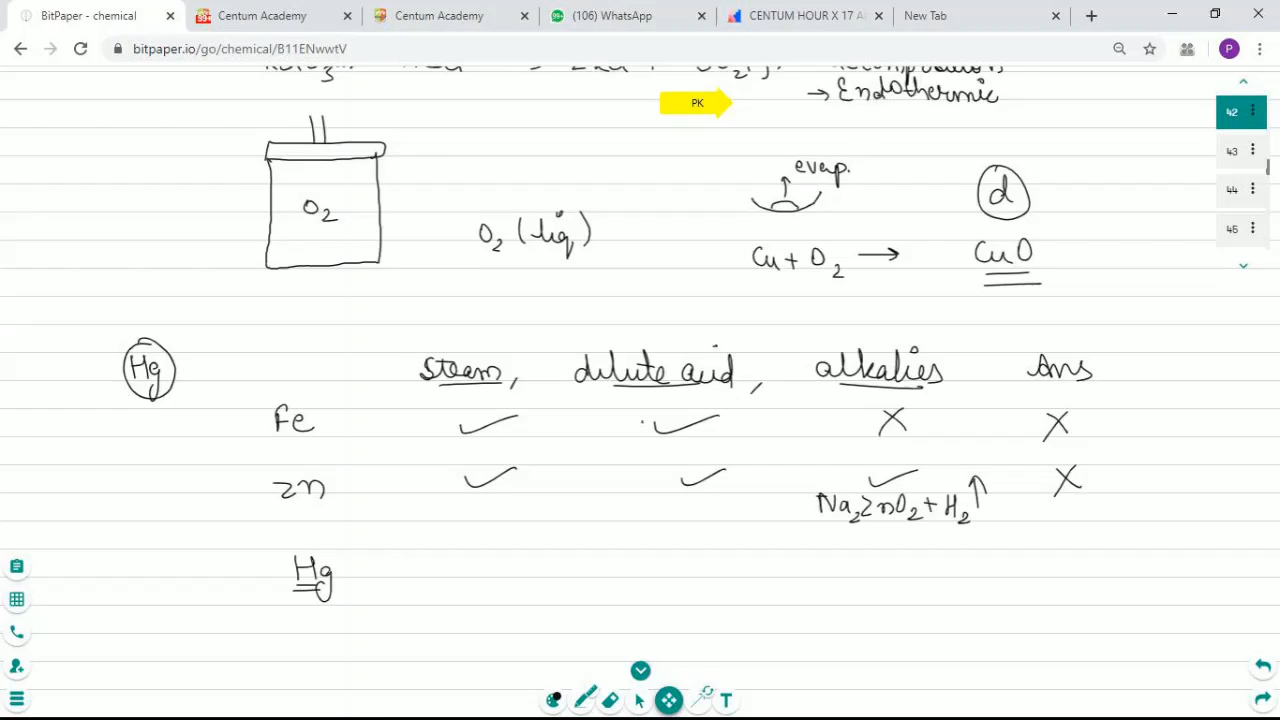 BitPaper - chemical
Centum Academy
Centum Academy
(106) WhatsApp
CENTUM HOUR X 17 A
New Tab
bitpaper.io/go/chemical/B11ENwwtV
P
PK
→ Endothermic
42
43
44
45
O2
O2 (liq)
evap.
d
Cu + O2 → CuO
Hg
steam, dilute acid, alkalies Ans
Fe ✓ ✓ X X
Zn ✓ ✓ ✓ X
Na2ZnO2 + H2↑
Hg
T